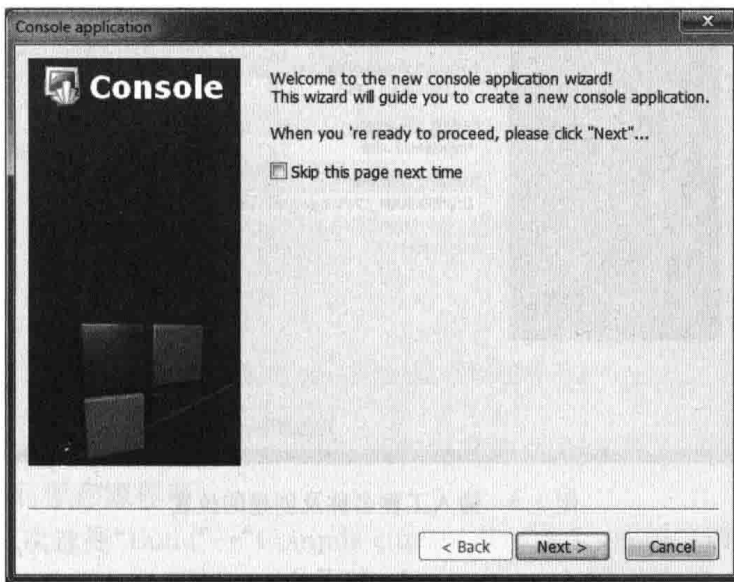 Console application
Console
Welcome to the new console application wizard!
This wizard will guide you to create a new console application.
When you 're ready to proceed, please click "Next"...
Skip this page next time
< Back
Next >
Cancel